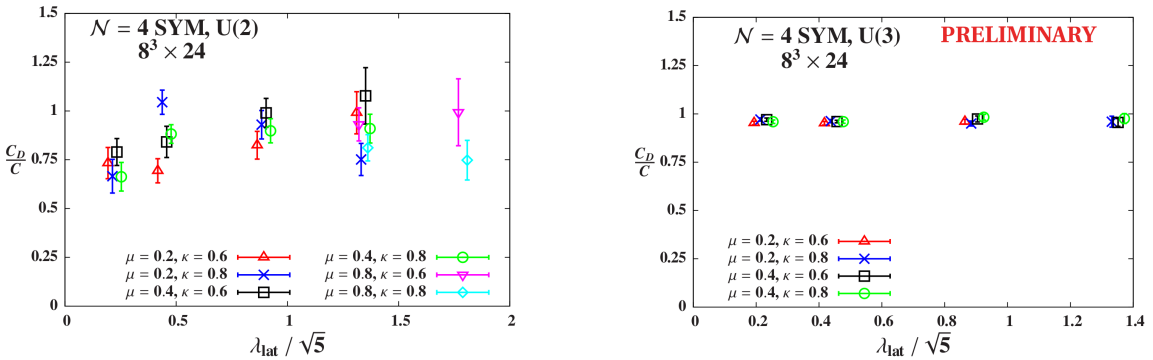 𝒩 = 4 SYM, U(2)
8³ × 24
C_D / C
1.5
1.25
1
0.75
0.5
0.25
0
μ = 0.2, κ = 0.6
μ = 0.2, κ = 0.8
μ = 0.4, κ = 0.6
μ = 0.4, κ = 0.8
μ = 0.8, κ = 0.6
μ = 0.8, κ = 0.8
0 0.5 1 1.5 2
λ_lat / √5
𝒩 = 4 SYM, U(3) PRELIMINARY
8³ × 24
C_D / C
1.5
1.25
1
0.75
0.5
0.25
0
μ = 0.2, κ = 0.6
μ = 0.2, κ = 0.8
μ = 0.4, κ = 0.6
μ = 0.4, κ = 0.8
0 0.2 0.4 0.6 0.8 1 1.2 1.4
λ_lat / √5